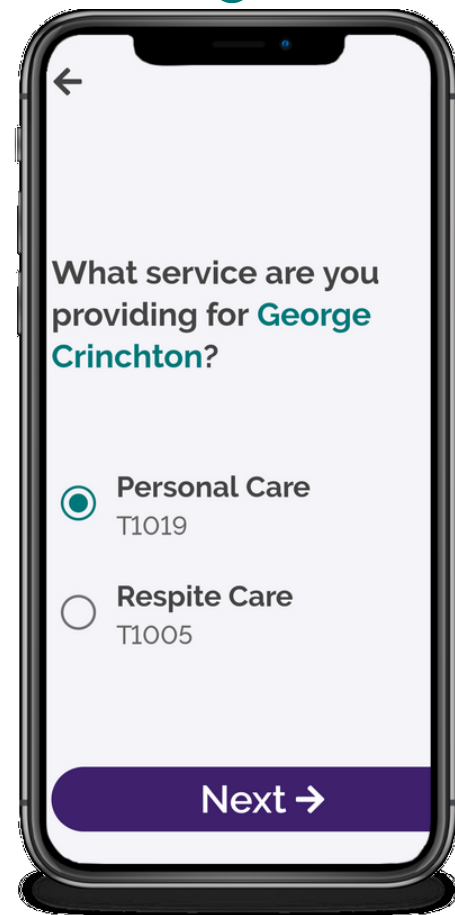 What service are you
providing for George
Crinchton?
Personal Care
T1019
Respite Care
T1005
Next →